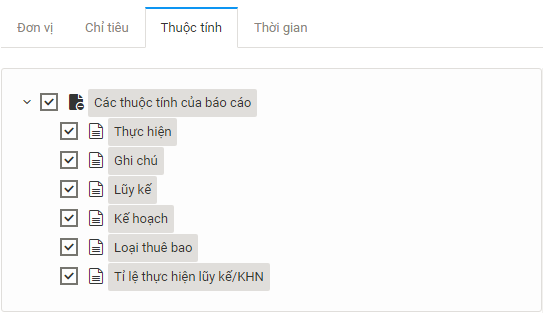 Đơn vị Chỉ tiêu Thuộc tính Thời gian
Các thuộc tính của báo cáo
Thực hiện
Ghi chú
Lũy kế
Kế hoạch
Loại thuê bao
Tỉ lệ thực hiện lũy kế/KHN